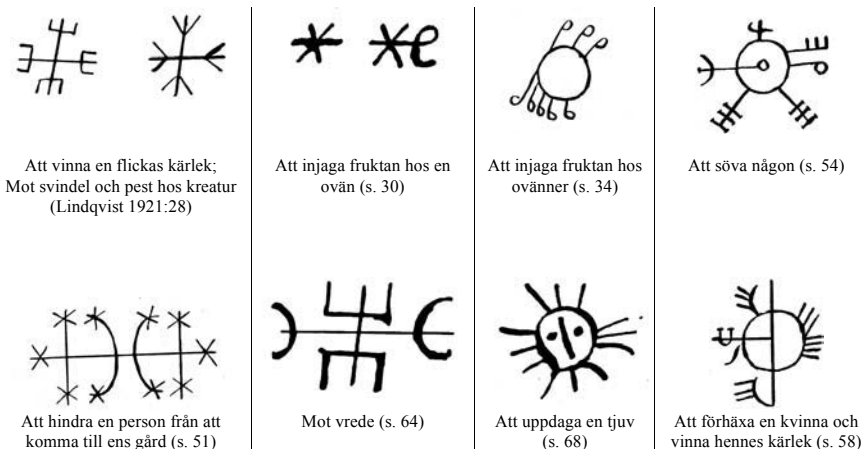 Att vinna en flickas kärlek;
Mot svindel och pest hos kreatur
(Lindqvist 1921:28)
Att injaga fruktan hos en
ovän (s. 30)
Att injaga fruktan hos
ovänner (s. 34)
Att söva någon (s. 54)
Att hindra en person från att
komma till ens gård (s. 51)
Mot vrede (s. 64)
Att uppdaga en tjuv
(s. 68)
Att förhäxa en kvinna och
vinna hennes kärlek (s. 58)